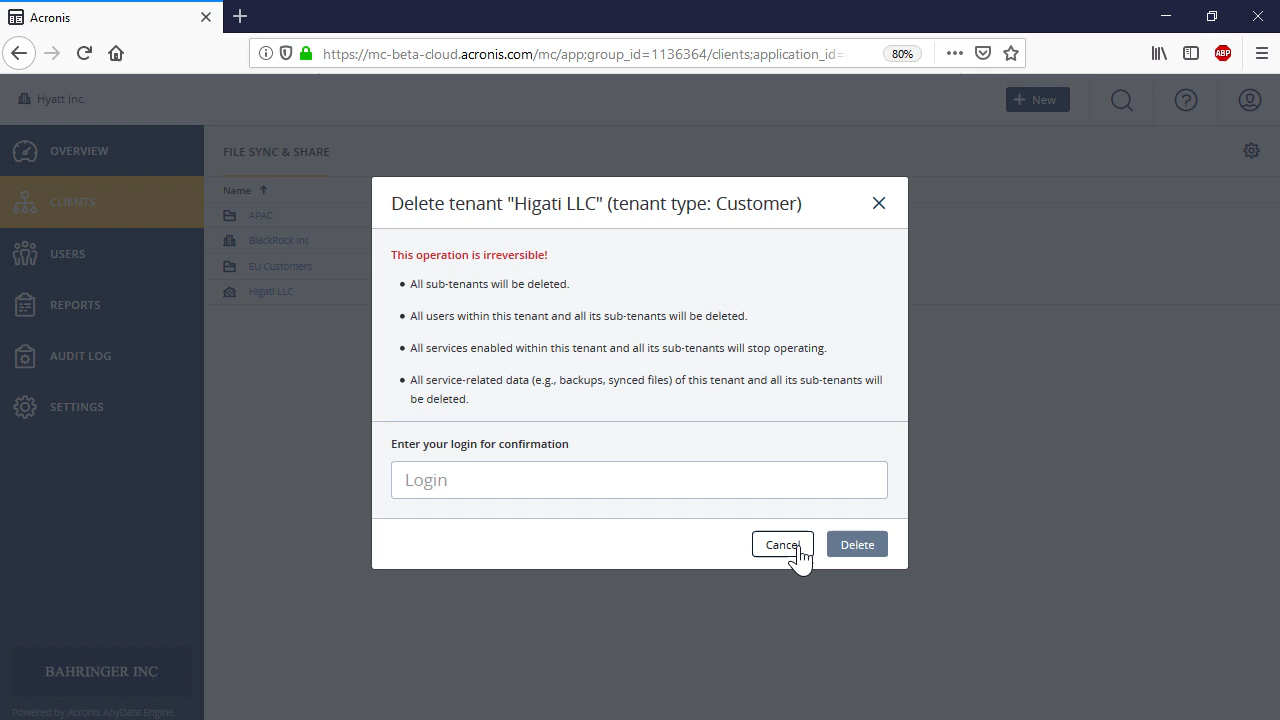 Acronis
https://mc-beta-cloud.acronis.com/mc/app;group_id=1136364/clients;application_id=
80%
ABP
Hyatt Inc.
New
OVERVIEW
CLIENTS
USERS
REPORTS
AUDIT LOG
SETTINGS
BAHRINGER INC
Powered by Acronis AnyData Engine
FILE SYNC & SHARE
Name
APAC
BlackRock Inc
EU Customers
Higati LLC
Delete tenant "Higati LLC" (tenant type: Customer)
This operation is irreversible!
• All sub-tenants will be deleted.
• All users within this tenant and all its sub-tenants will be deleted.
• All services enabled within this tenant and all its sub-tenants will stop operating.
• All service-related data (e.g., backups, synced files) of this tenant and all its sub-tenants will
be deleted.
Enter your login for confirmation
Login
Cancel
Delete